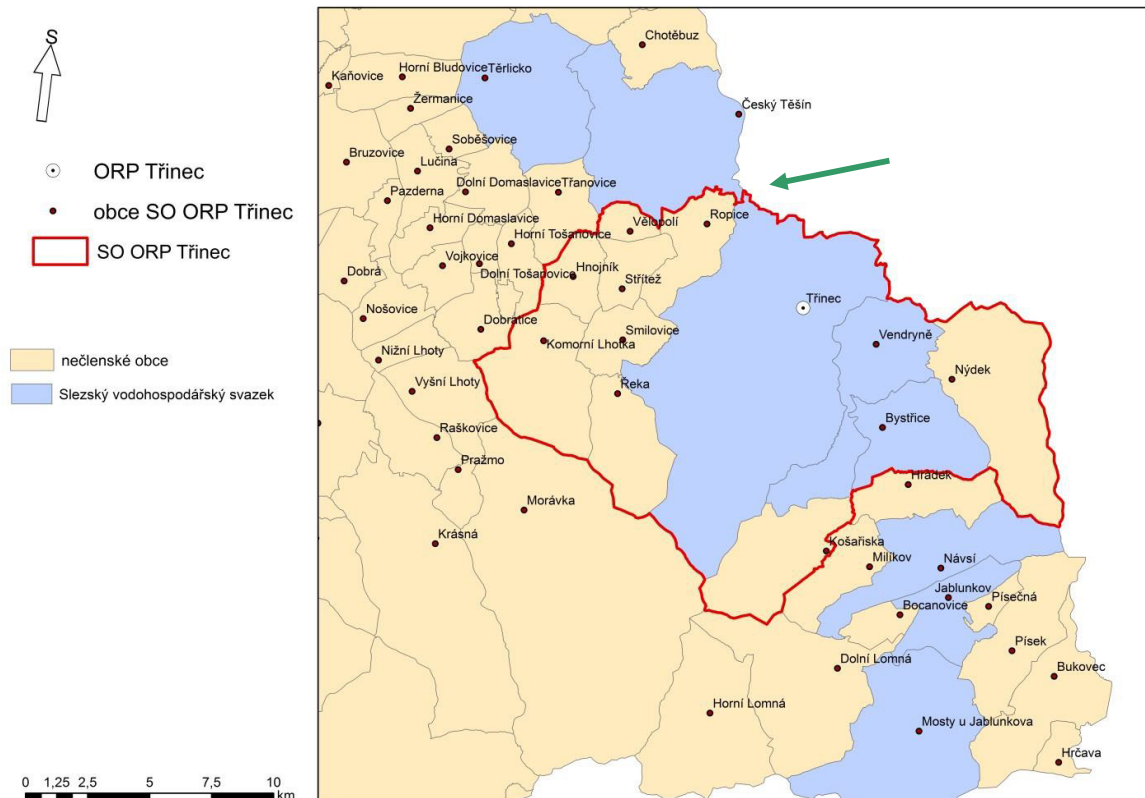 S
ORP Třinec
obce SO ORP Třinec
SO ORP Třinec
nečlenské obce
Slezský vodohospodářský svazek
0 1,25 2,5 5 7,5 10
km
Chotěbuz
Horní Bludovice
Těrlicko
Kaňovice
Žermanice
Český Těšín
Soběšovice
Bruzovice
Lučina
Dolní Domaslavice
Třanovice
Pazderna
Ropice
Horní Domaslavice
Vělopolí
Horní Tošanovice
Vojkovice
Dolní Tošanovice
Hnojník
Dobrá
Střítež
Třinec
Nošovice
Dobratice
Smilovice
Komorní Lhotka
Vendryně
Nižní Lhoty
Nýdek
Vyšní Lhoty
Řeka
Bystřice
Raškovice
Pražmo
Hrádek
Morávka
Krásná
Košařiska
Milíkov
Návsí
Jablunkov
Písečná
Bocanovice
Písek
Dolní Lomná
Bukovec
Horní Lomná
Mosty u Jablunkova
Hrčava